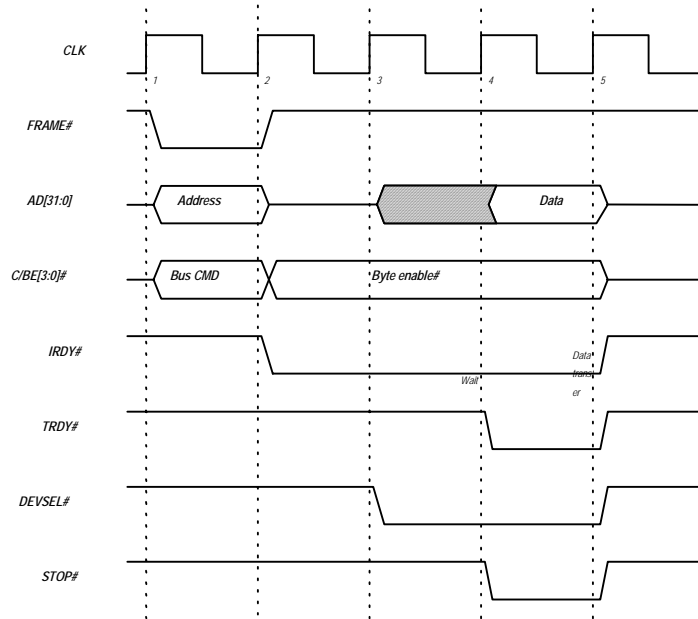 CLK
1 2 3 4 5
FRAME#
AD[31:0] Address Data
C/BE[3:0]# Bus CMD Byte enable#
IRDY#
Wait
Data
trans
er
TRDY#
DEVSEL#
STOP#